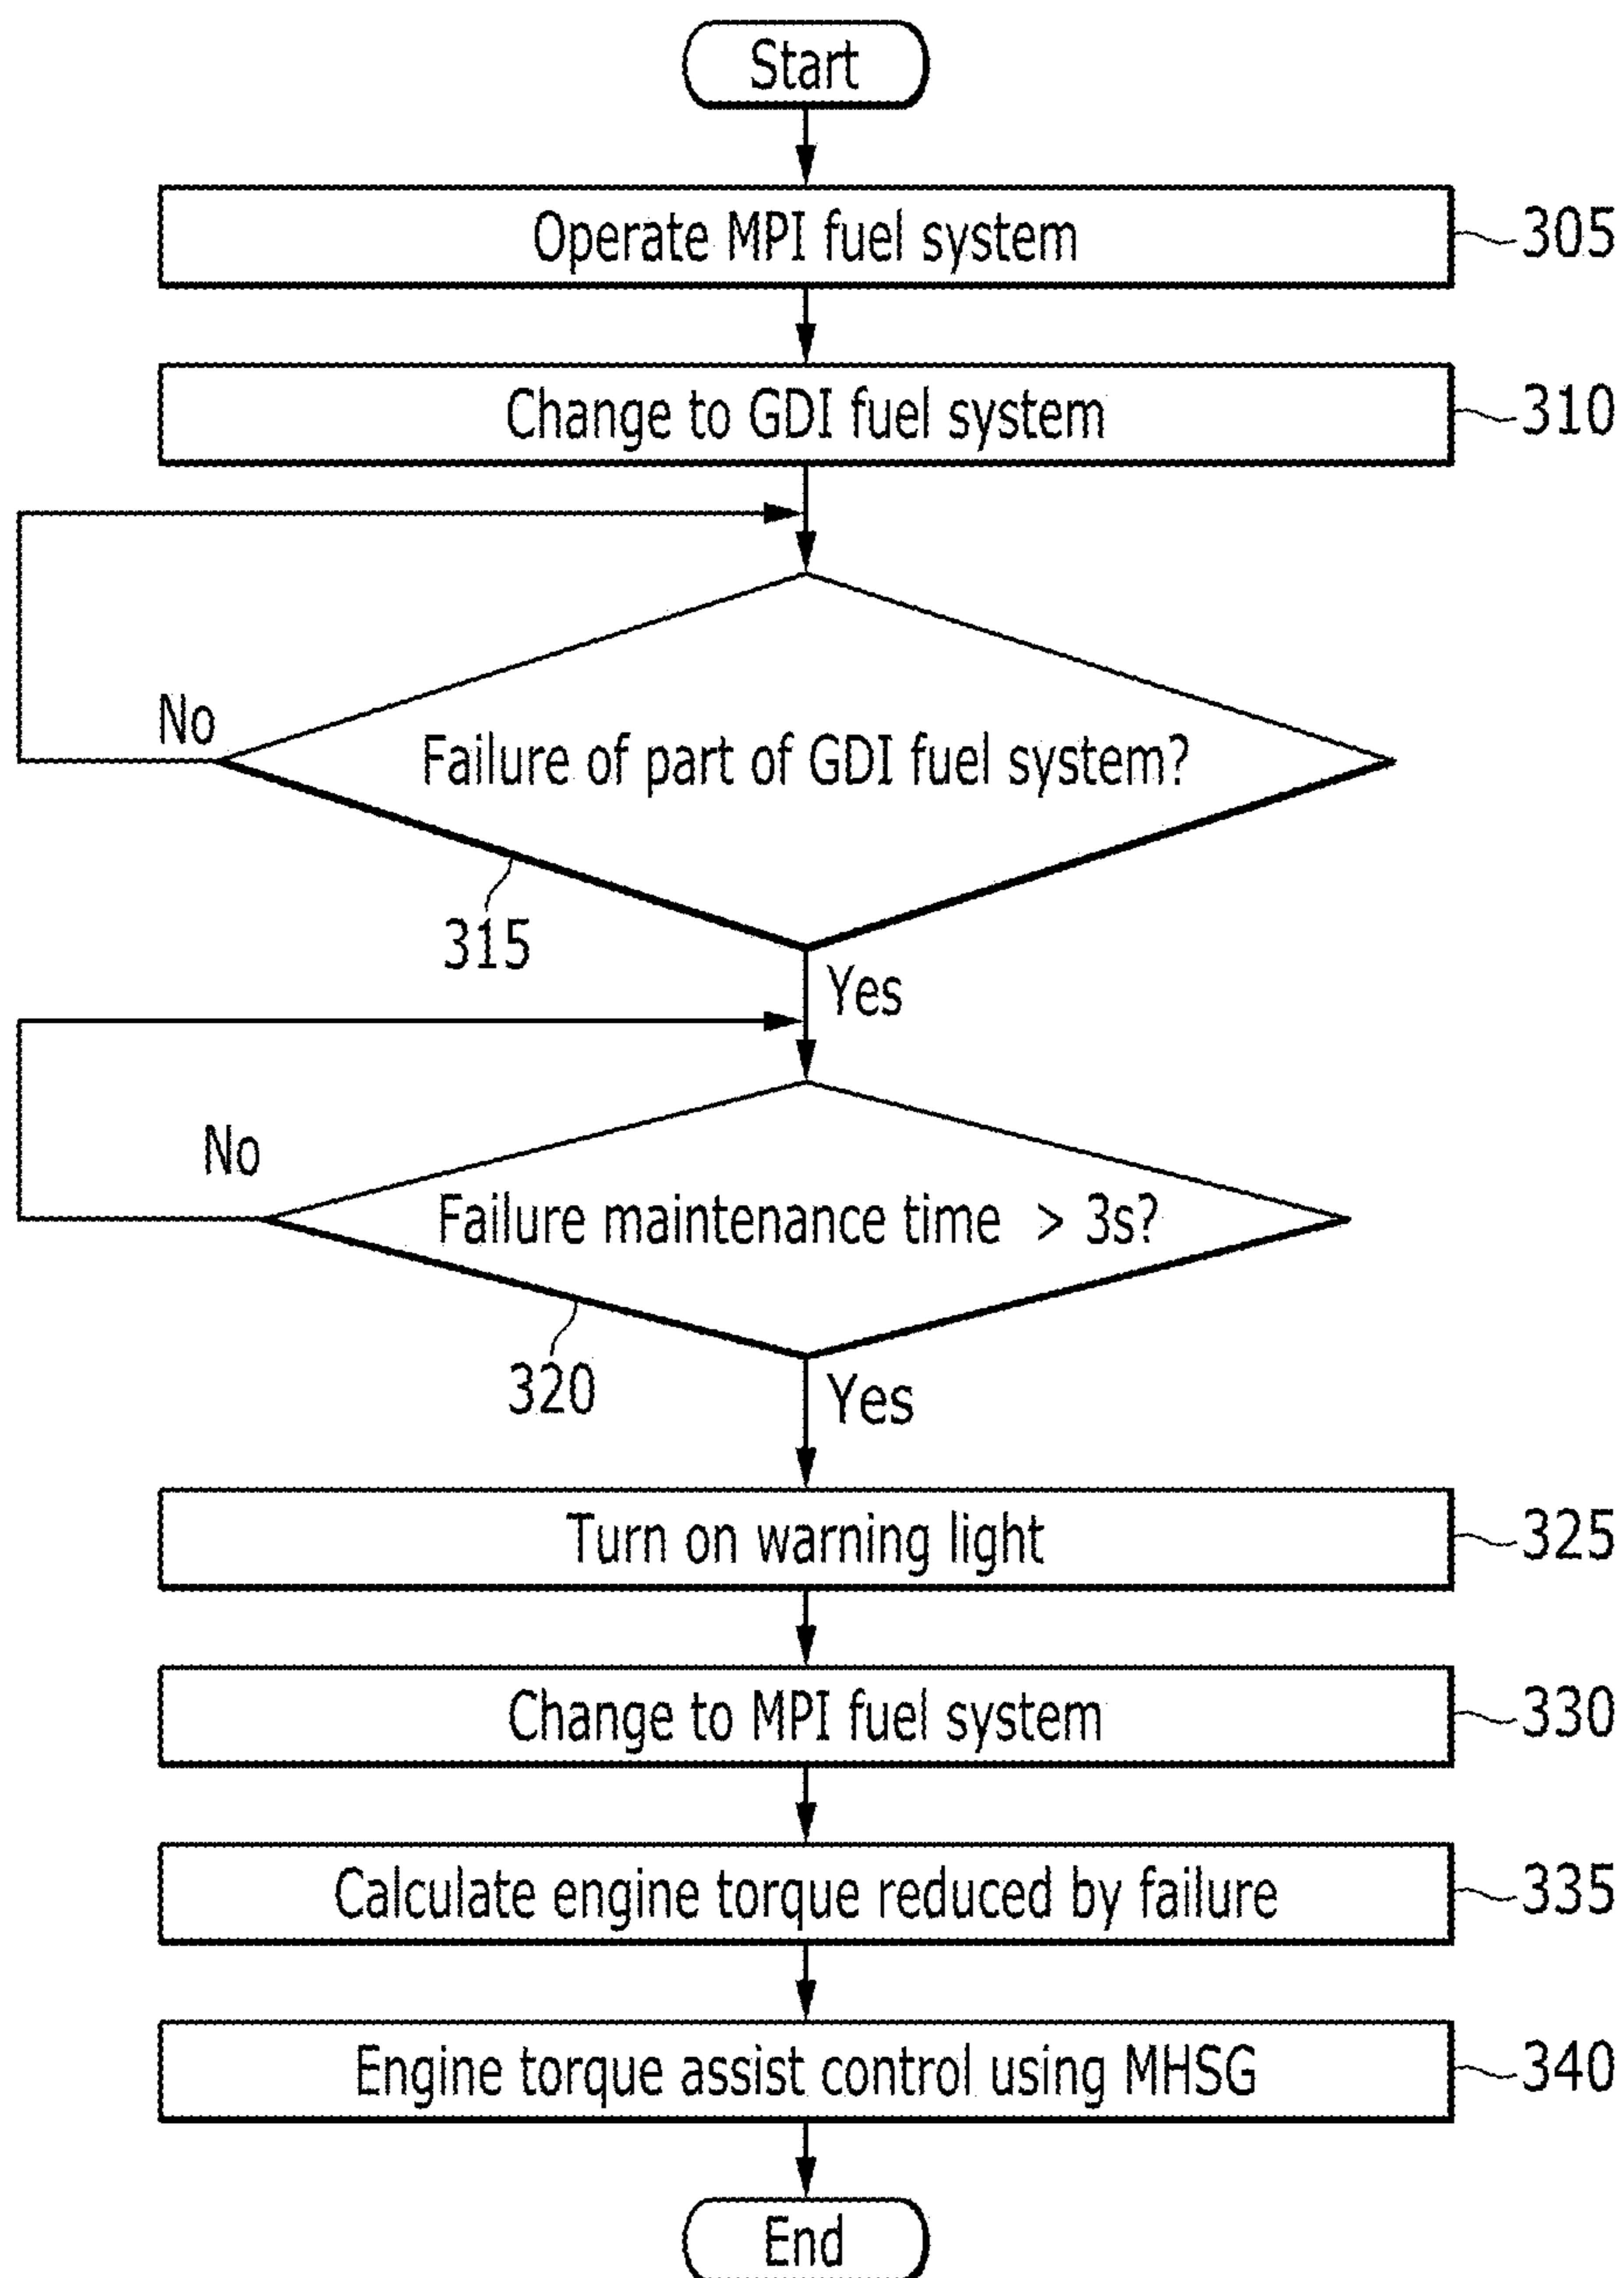 Start
Operate MPI fuel system
305
Change to GDI fuel system
310
No
Failure of part of GDI fuel system?
315
Yes
No
Failure maintenance time > 3s?
320
Yes
Turn on warning light
325
Change to MPI fuel system
330
Calculate engine torque reduced by failure
335
Engine torque assist control using MHSG
340
End